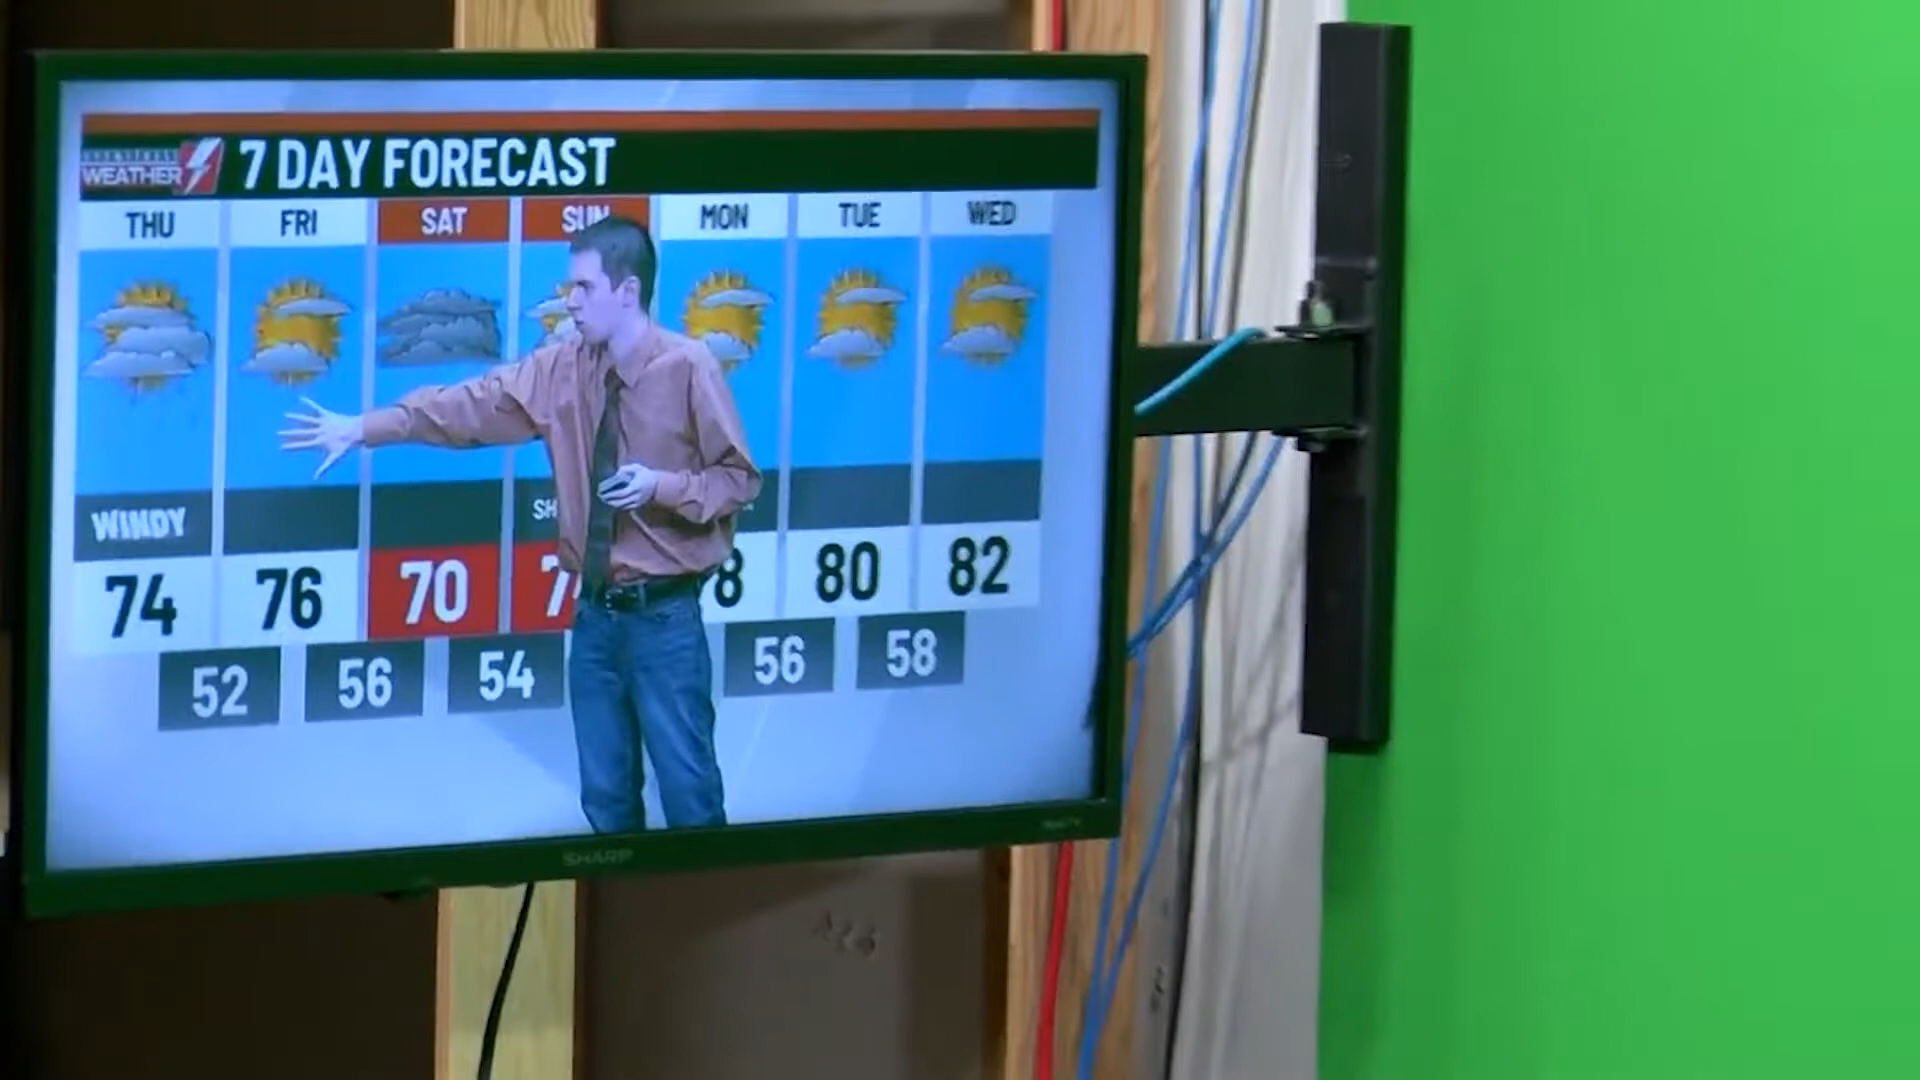 WEATHER
7 DAY FORECAST
THU FRI SAT SUN MON TUE WED
WINDY
74 76 70 80 82
52 56 54 56 58
SHARP